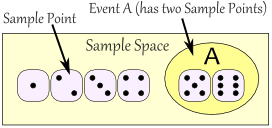 Event A (has two Sample Points)
Sample Point
Sample Space
A